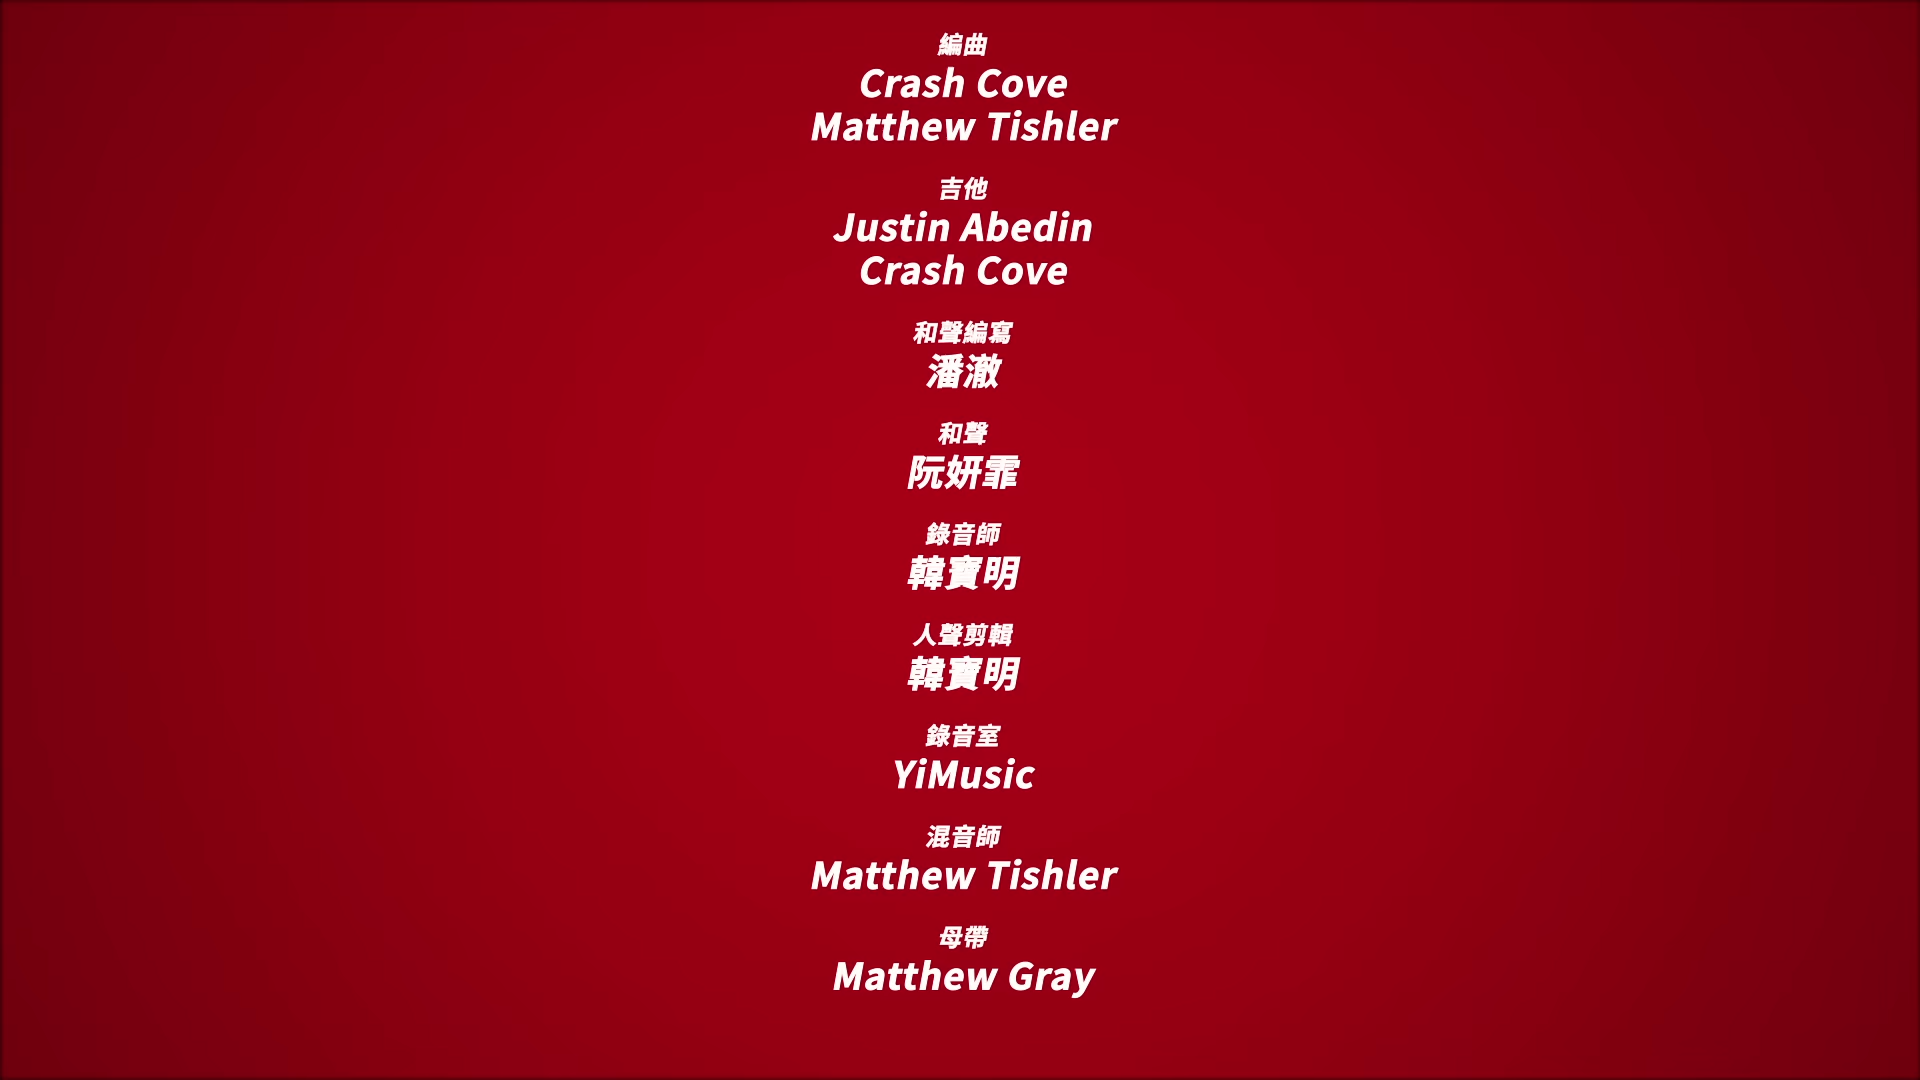 編曲
Crash Cove
Matthew Tishler
吉他
Justin Abedin
Crash Cove
和聲編寫
潘澈
和聲
阮妍霏
錄音師
韓寶明
人聲剪輯
韓寶明
錄音室
YiMusic
混音師
Matthew Tishler
母帶
Matthew Gray